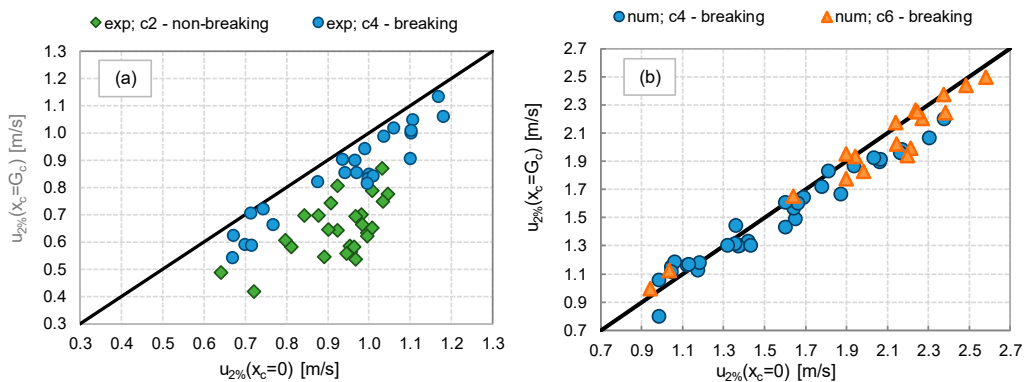 exp; c2 - non-breaking
exp; c4 - breaking
(a)
1.3
1.2
1.1
1.0
0.9
0.8
0.7
0.6
0.5
0.4
0.3
u2%(xc=Gc) [m/s]
0.3 0.4 0.5 0.6 0.7 0.8 0.9 1.0 1.1 1.2 1.3
u2%(xc=0) [m/s]
num; c4 - breaking
num; c6 - breaking
(b)
2.7
2.5
2.3
2.1
1.9
1.7
1.5
1.3
1.1
0.9
0.7
u2%(xc=Gc) [m/s]
0.7 0.9 1.1 1.3 1.5 1.7 1.9 2.1 2.3 2.5 2.7
u2%(xc=0) [m/s]